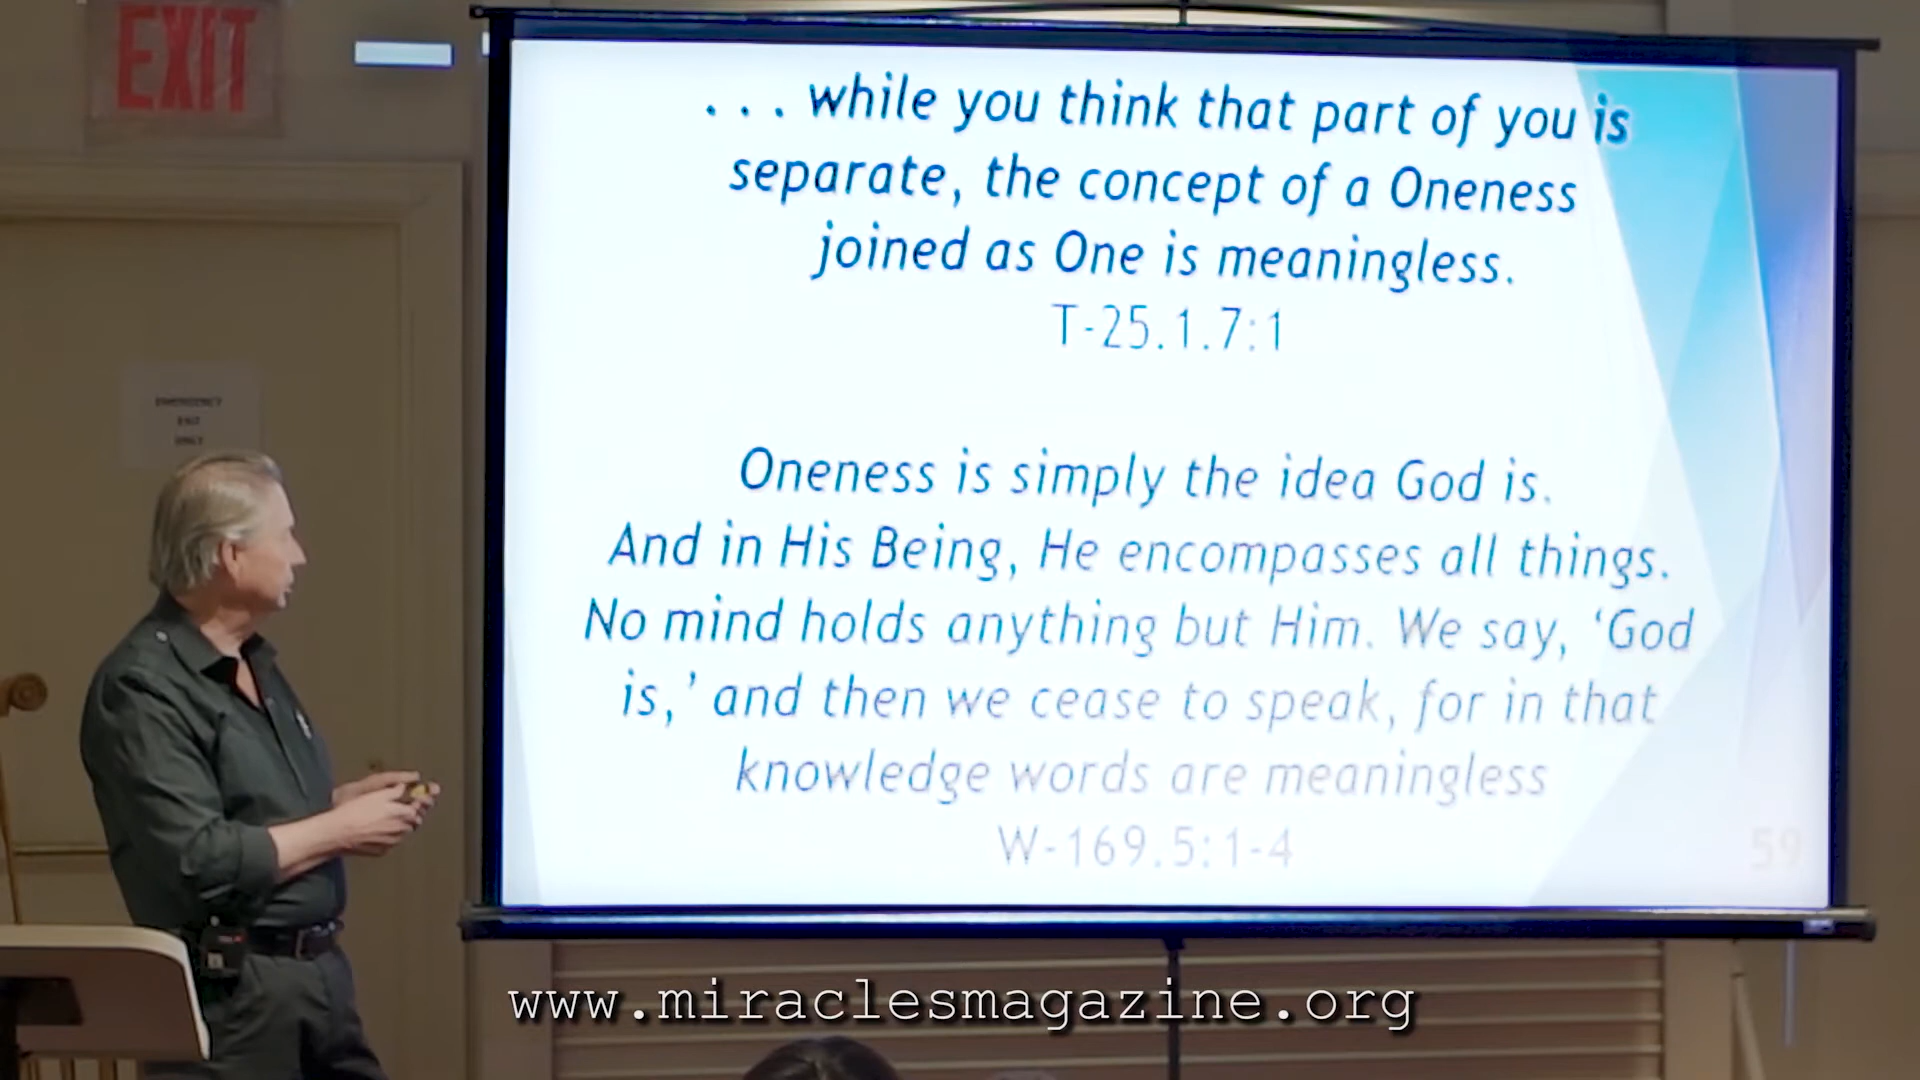 EXIT
. . . while you think that part of you is
separate, the concept of a Oneness
joined as One is meaningless.
T-25.1.7:1
Oneness is simply the idea God is.
And in His Being, He encompasses all things.
No mind holds anything but Him. We say, ‘God
is,’ and then we cease to speak, for in that
knowledge words are meaningless
W-169.5:1-4
59
EMERGENCY
EXIT
ONLY
www.miraclesmagazine.org